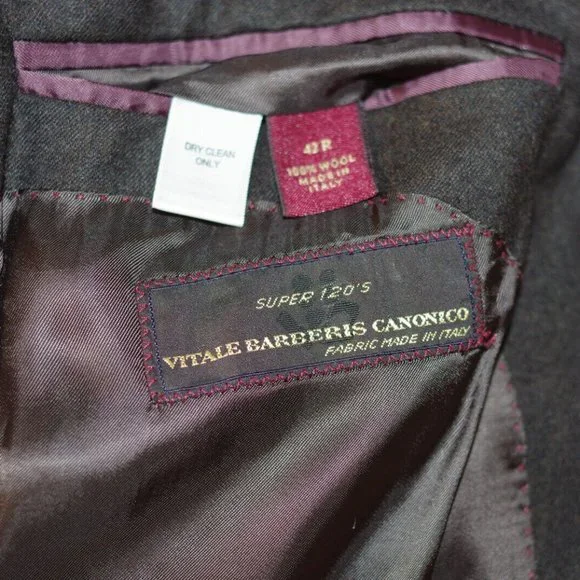 DRY CLEAN
ONLY
42 R
100% WOOL
MADE IN
ITALY
SUPER 120'S
VITALE BARBERIS CANONICO
FABRIC MADE IN ITALY